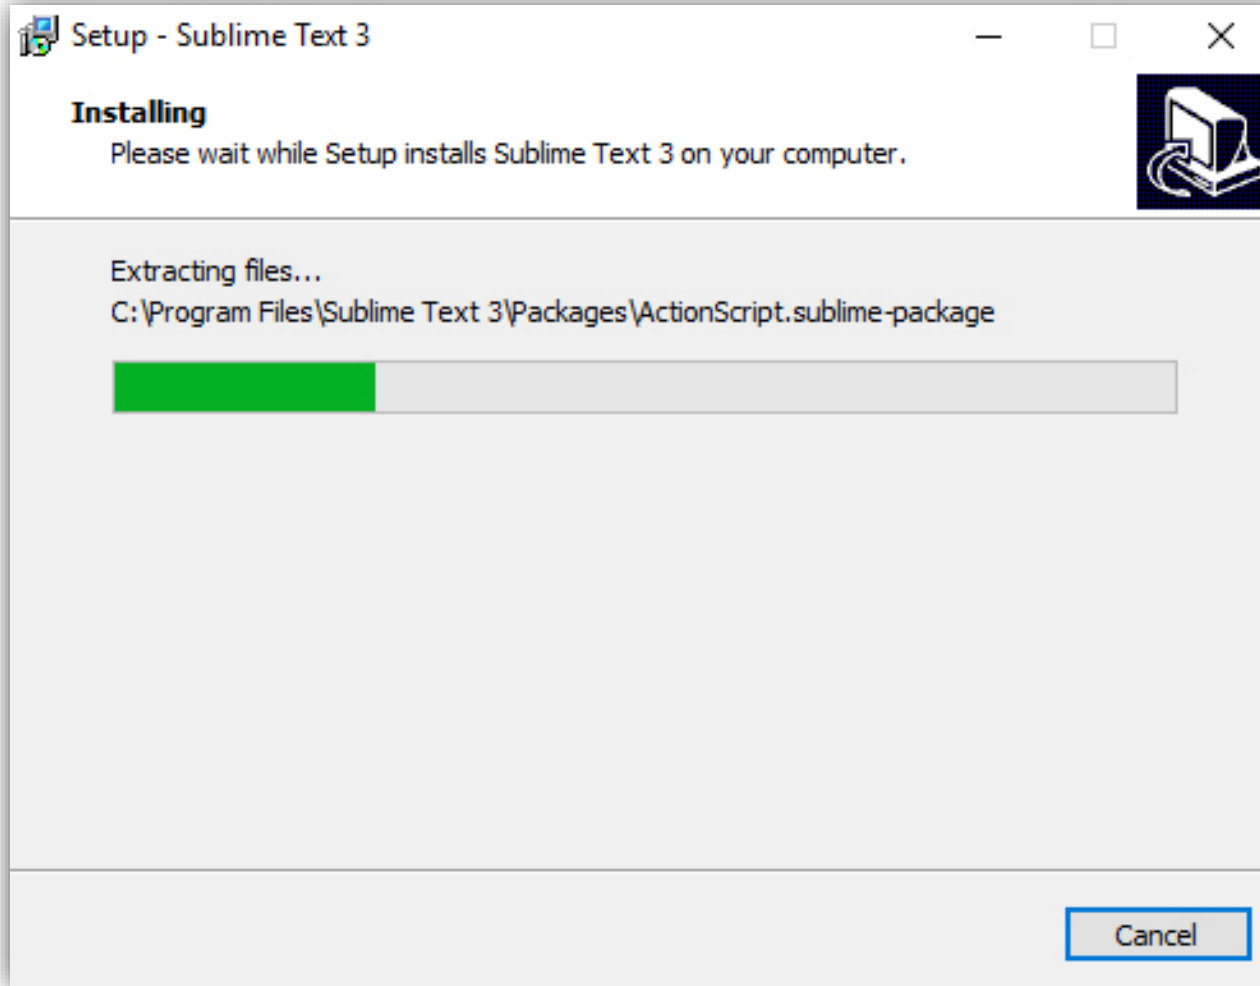 Setup - Sublime Text 3
Installing
Please wait while Setup installs Sublime Text 3 on your computer.
Extracting files...
C:\Program Files\Sublime Text 3\Packages\ActionScript.sublime-package
Cancel